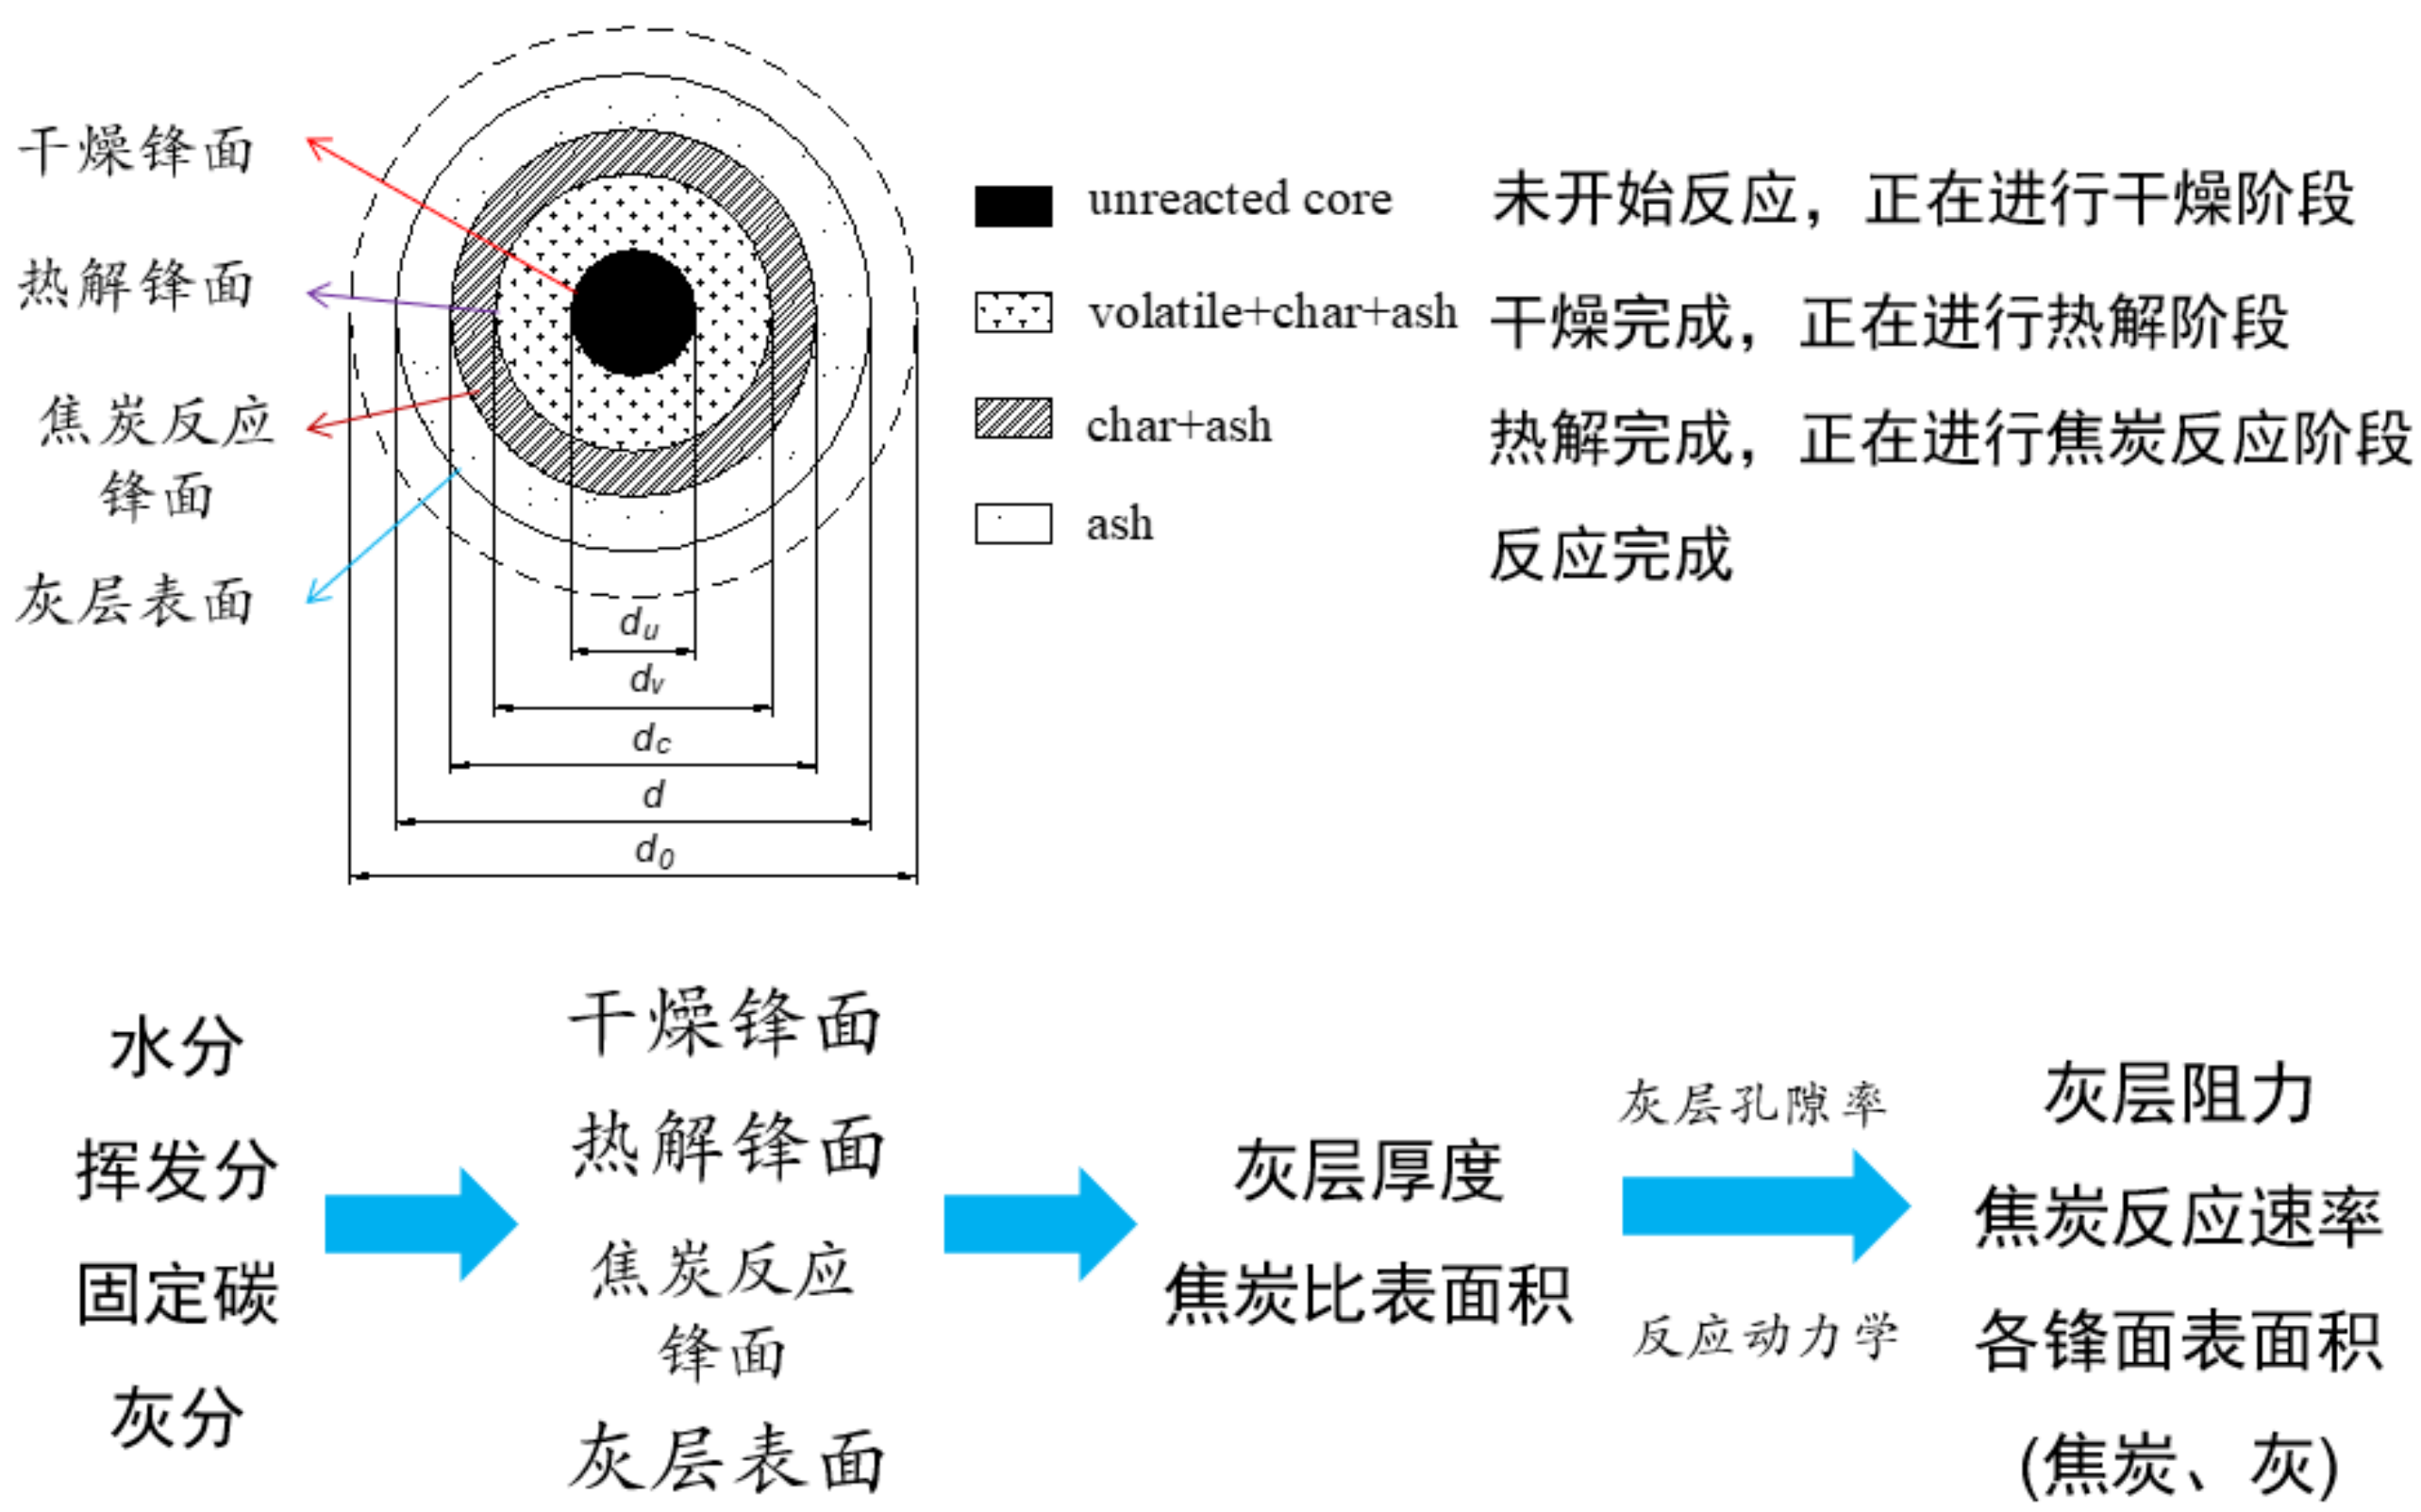 干燥锋面
热解锋面
焦炭反应
锋面
灰层表面
unreacted core 未开始反应，正在进行干燥阶段
volatile+char+ash 干燥完成，正在进行热解阶段
char+ash 热解完成，正在进行焦炭反应阶段
ash 反应完成
du
dv
dc
d
d0
水分
挥发分
固定碳
灰分
干燥锋面
热解锋面
焦炭反应
锋面
灰层表面
灰层厚度
焦炭比表面积
灰层孔隙率
反应动力学
灰层阻力
焦炭反应速率
各锋面表面积
(焦炭、灰)